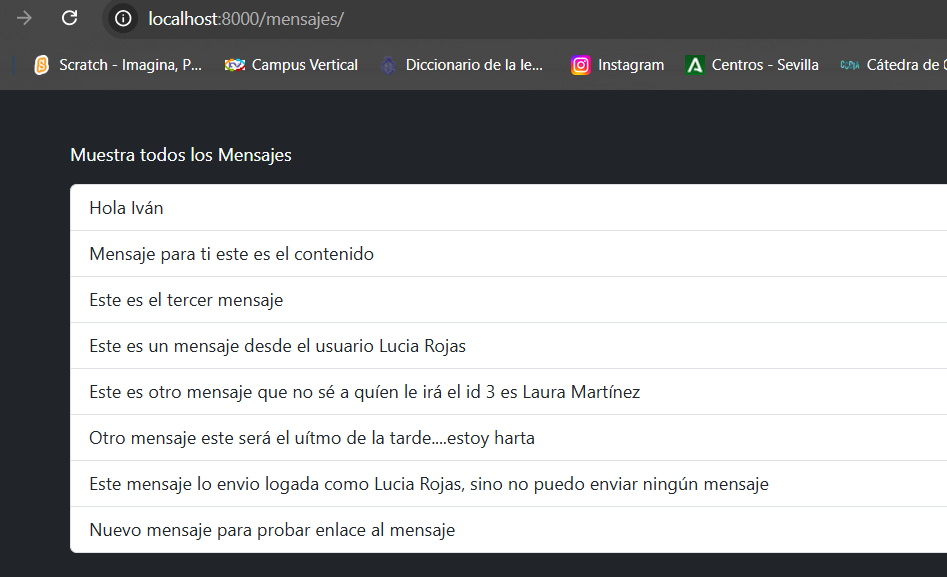 localhost:8000/mensajes/
Scratch - Imagina, P... Campus Vertical Diccionario de la le... Instagram Centros - Sevilla Cátedra de
Muestra todos los Mensajes
Hola Iván
Mensaje para ti este es el contenido
Este es el tercer mensaje
Este es un mensaje desde el usuario Lucia Rojas
Este es otro mensaje que no sé a quíen le irá el id 3 es Laura Martínez
Otro mensaje este será el uítmo de la tarde....estoy harta
Este mensaje lo envio logada como Lucia Rojas, sino no puedo enviar ningún mensaje
Nuevo mensaje para probar enlace al mensaje